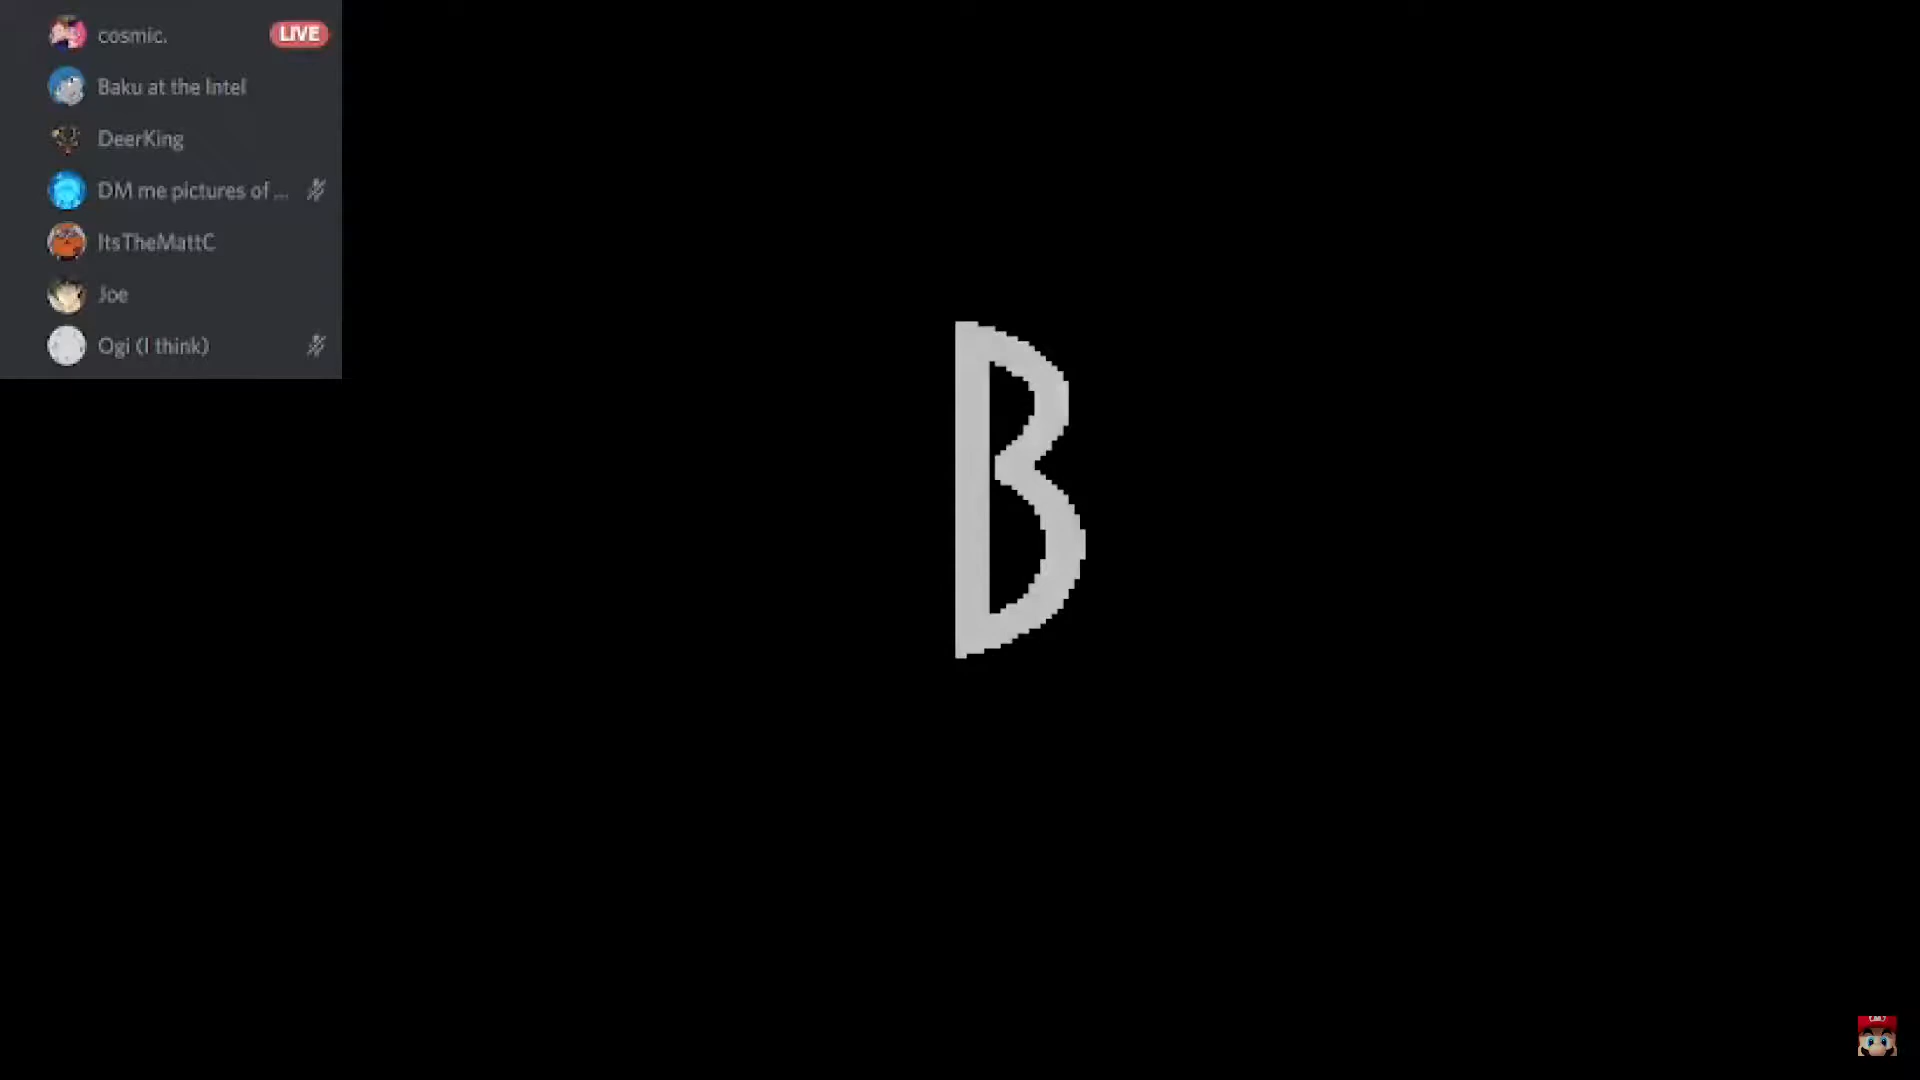 cosmic. LIVE
Baku at the Intel
DeerKing
DM me pictures of ...
ItsTheMattC
Joe
Ogi (I think)
B